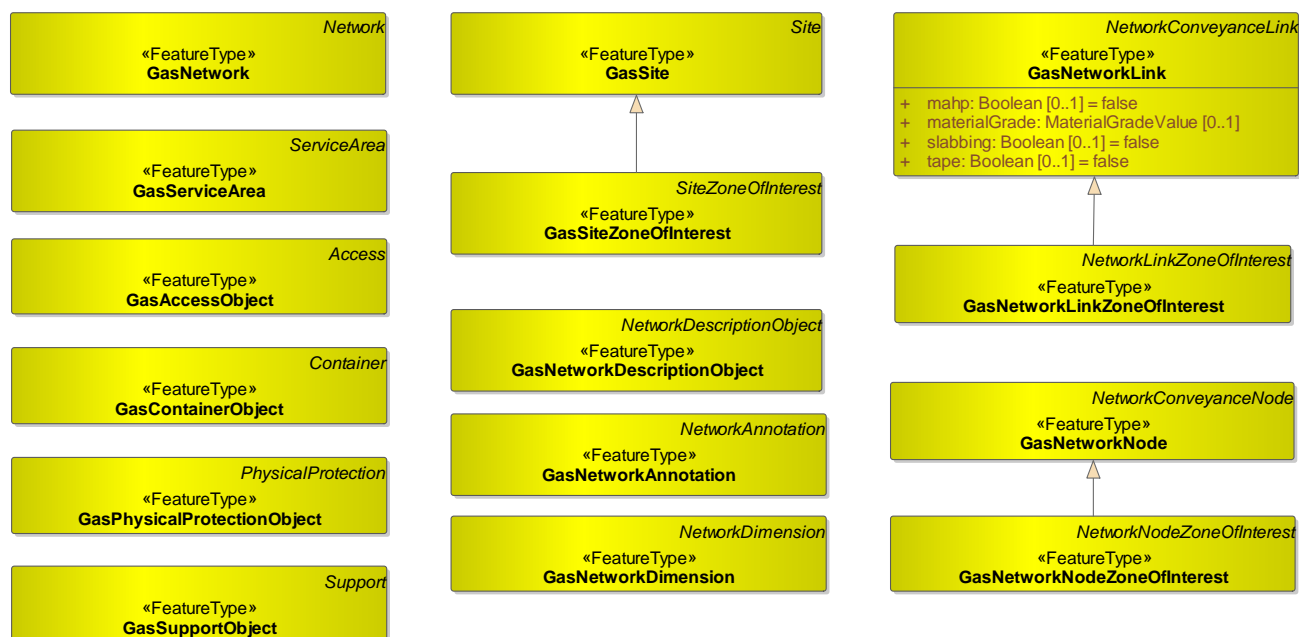 Network
«FeatureType»
GasNetwork
ServiceArea
«FeatureType»
GasServiceArea
Access
«FeatureType»
GasAccessObject
Container
«FeatureType»
GasContainerObject
PhysicalProtection
«FeatureType»
GasPhysicalProtectionObject
Support
«FeatureType»
GasSupportObject
Site
«FeatureType»
GasSite
SiteZoneOfInterest
«FeatureType»
GasSiteZoneOfInterest
NetworkDescriptionObject
«FeatureType»
GasNetworkDescriptionObject
NetworkAnnotation
«FeatureType»
GasNetworkAnnotation
NetworkDimension
«FeatureType»
GasNetworkDimension
NetworkConveyanceLink
«FeatureType»
GasNetworkLink
+ mahp: Boolean [0..1] = false
+ materialGrade: MaterialGradeValue [0..1]
+ slabbing: Boolean [0..1] = false
+ tape: Boolean [0..1] = false
NetworkLinkZoneOfInterest
«FeatureType»
GasNetworkLinkZoneOfInterest
NetworkConveyanceNode
«FeatureType»
GasNetworkNode
NetworkNodeZoneOfInterest
«FeatureType»
GasNetworkNodeZoneOfInterest